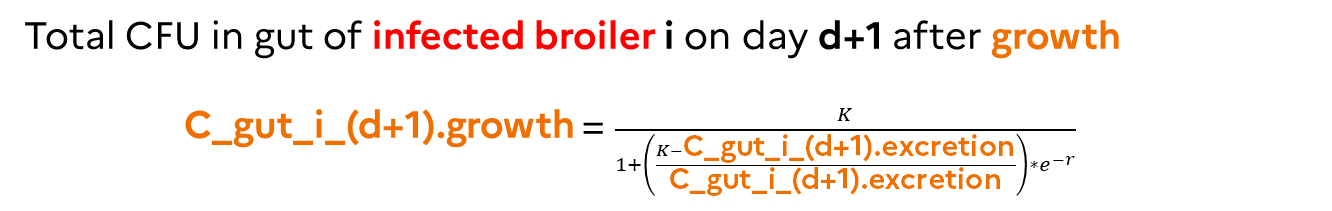 Total CFU in gut of infected broiler i on day d+1 after growth
C_gut_i_(d+1).growth = K
1+(K−C_gut_i_(d+1).excretion
C_gut_i_(d+1).excretion)*e−r